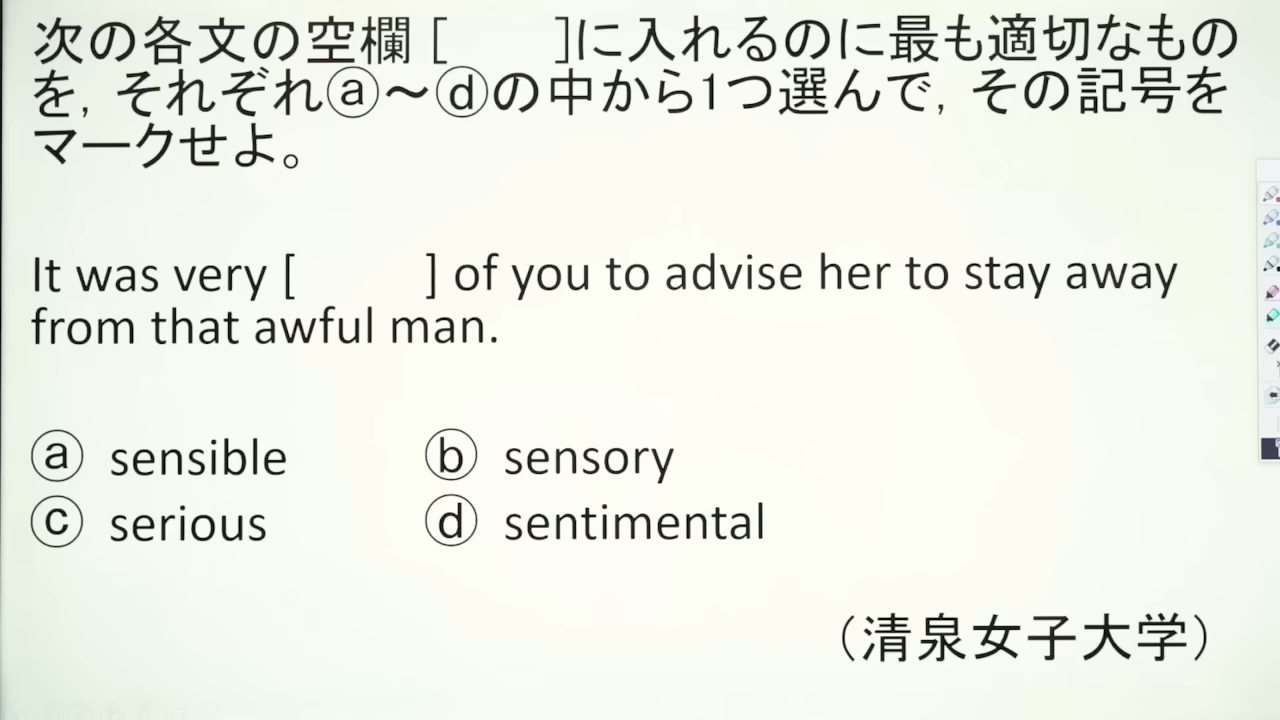 次の各文の空欄 [　　]に入れるのに最も適切なもの
を，それぞれⓐ～ⓓの中から1つ選んで，その記号を
マークせよ。
It was very [　　] of you to advise her to stay away
from that awful man.
ⓐ sensible　　ⓑ sensory
ⓒ serious　　ⓓ sentimental
（清泉女子大学）